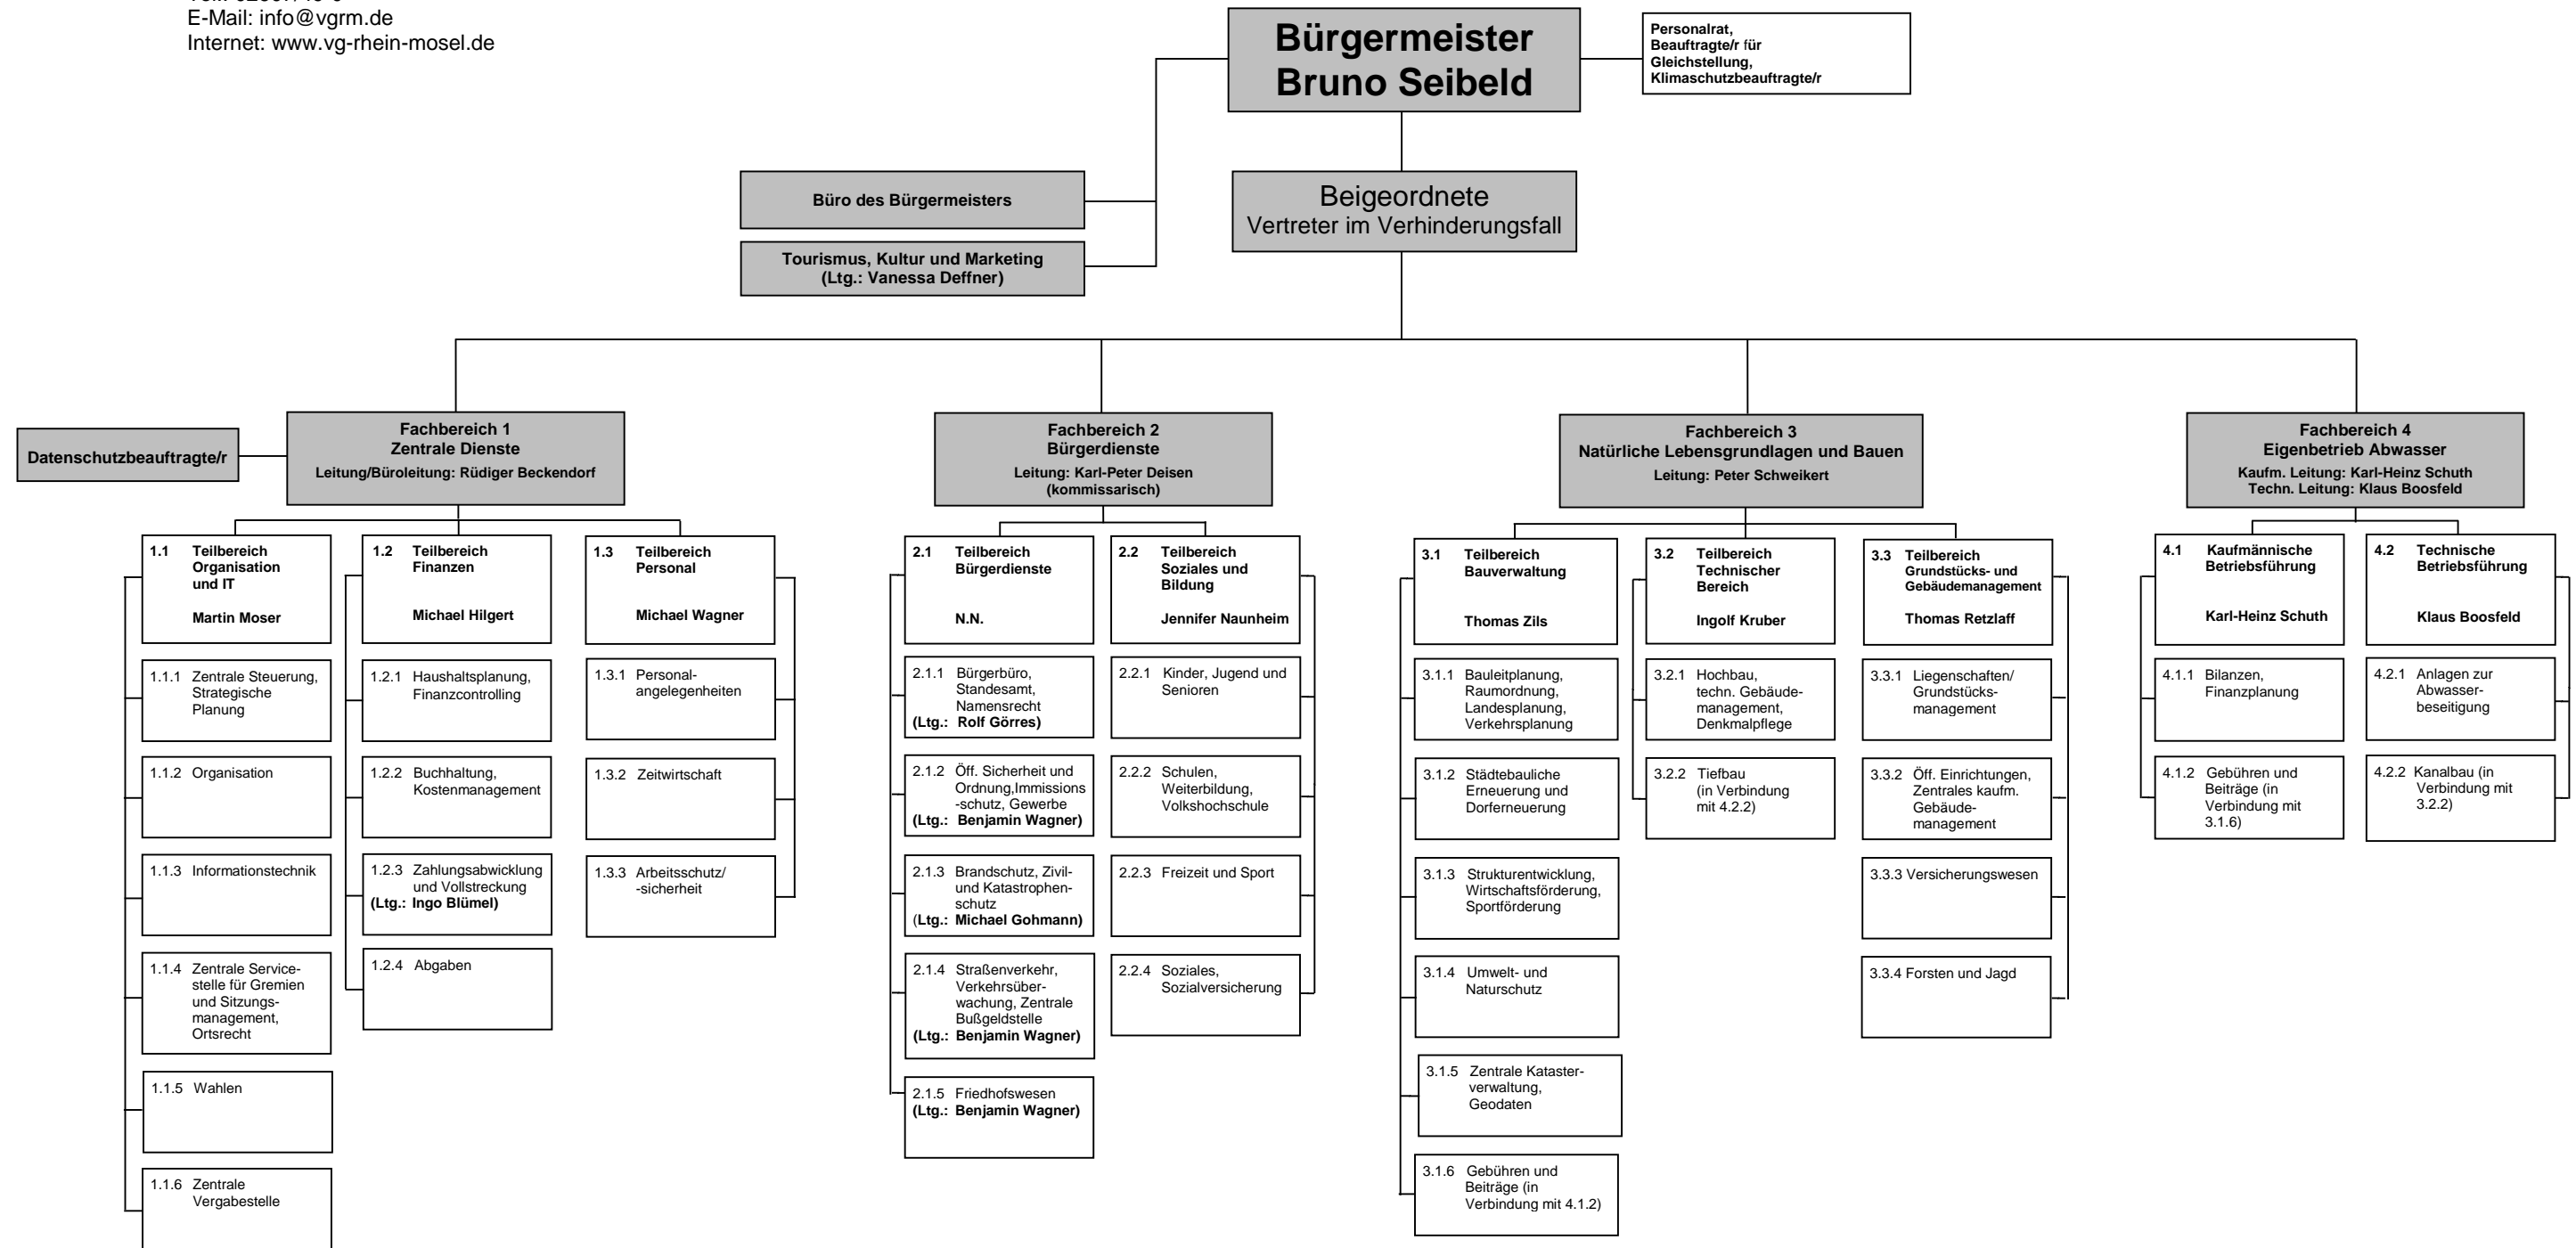 E-Mail: info@vgrm.de
Internet: www.vg-rhein-mosel.de
Bürgermeister
Bruno Seibeld
Personalrat,
Beauftragte/r für
Gleichstellung,
Klimaschutzbeauftragte/r
Büro des Bürgermeisters
Beigeordnete
Vertreter im Verhinderungsfall
Tourismus, Kultur und Marketing
(Ltg.: Vanessa Deffner)
Datenschutzbeauftragte/r
Fachbereich 1
Zentrale Dienste
Leitung/Büroleitung: Rüdiger Beckendorf
Fachbereich 2
Bürgerdienste
Leitung: Karl-Peter Deisen
(kommissarisch)
Fachbereich 3
Natürliche Lebensgrundlagen und Bauen
Leitung: Peter Schweikert
Fachbereich 4
Eigenbetrieb Abwasser
Kaufm. Leitung: Karl-Heinz Schuth
Techn. Leitung: Klaus Boosfeld
1.1 Teilbereich
Organisation
und IT
Martin Moser
1.1.1 Zentrale Steuerung,
Strategische
Planung
1.1.2 Organisation
1.1.3 Informationstechnik
1.1.4 Zentrale Service-
stelle für Gremien
und Sitzungs-
management,
Ortsrecht
1.1.5 Wahlen
1.1.6 Zentrale
Vergabestelle
1.2 Teilbereich
Finanzen
Michael Hilgert
1.2.1 Haushaltsplanung,
Finanzcontrolling
1.2.2 Buchhaltung,
Kostenmanagement
1.2.3 Zahlungsabwicklung
und Vollstreckung
(Ltg.: Ingo Blümel)
1.2.4 Abgaben
1.3 Teilbereich
Personal
Michael Wagner
1.3.1 Personal-
angelegenheiten
1.3.2 Zeitwirtschaft
1.3.3 Arbeitsschutz/
-sicherheit
2.1 Teilbereich
Bürgerdienste
N.N.
2.1.1 Bürgerbüro,
Standesamt,
Namensrecht
(Ltg.: Rolf Görres)
2.1.2 Öff. Sicherheit und
Ordnung,Immissions
-schutz, Gewerbe
(Ltg.: Benjamin Wagner)
2.1.3 Brandschutz, Zivil-
und Katastrophen-
schutz
(Ltg.: Michael Gohmann)
2.1.4 Straßenverkehr,
Verkehrsüber-
wachung, Zentrale
Bußgeldstelle
(Ltg.: Benjamin Wagner)
2.1.5 Friedhofswesen
(Ltg.: Benjamin Wagner)
2.2 Teilbereich
Soziales und
Bildung
Jennifer Naunheim
2.2.1 Kinder, Jugend und
Senioren
2.2.2 Schulen,
Weiterbildung,
Volkshochschule
2.2.3 Freizeit und Sport
2.2.4 Soziales,
Sozialversicherung
3.1 Teilbereich
Bauverwaltung
Thomas Zils
3.1.1 Bauleitplanung,
Raumordnung,
Landesplanung,
Verkehrsplanung
3.1.2 Städtebauliche
Erneuerung und
Dorferneuerung
3.1.3 Strukturentwicklung,
Wirtschaftsförderung,
Sportförderung
3.1.4 Umwelt- und
Naturschutz
3.1.5 Zentrale Kataster-
verwaltung,
Geodaten
3.1.6 Gebühren und
Beiträge (in
Verbindung mit 4.1.2)
3.2 Teilbereich
Technischer
Bereich
Ingolf Kruber
3.2.1 Hochbau,
techn. Gebäude-
management,
Denkmalpflege
3.2.2 Tiefbau
(in Verbindung
mit 4.2.2)
3.3 Teilbereich
Grundstücks- und
Gebäudemanagement
Thomas Retzlaff
3.3.1 Liegenschaften/
Grundstücks-
management
3.3.2 Öff. Einrichtungen,
Zentrales kaufm.
Gebäude-
management
3.3.3 Versicherungswesen
3.3.4 Forsten und Jagd
4.1 Kaufmännische
Betriebsführung
Karl-Heinz Schuth
4.1.1 Bilanzen,
Finanzplanung
4.1.2 Gebühren und
Beiträge (in
Verbindung mit
3.1.6)
4.2 Technische
Betriebsführung
Klaus Boosfeld
4.2.1 Anlagen zur
Abwasser-
beseitigung
4.2.2 Kanalbau (in
Verbindung mit
3.2.2)